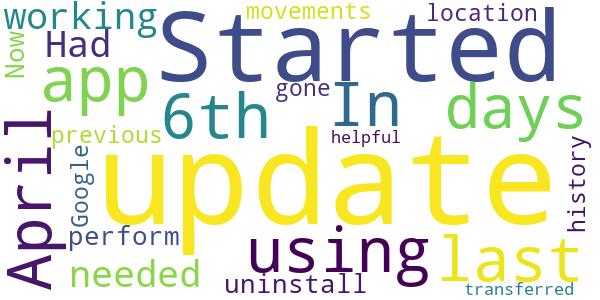 working
movements
location
Started
Had
Now
app
gone
In
6th
days
April
previous
helpful
update
Google
history
perform
using
last
needed
uninstall
transferred